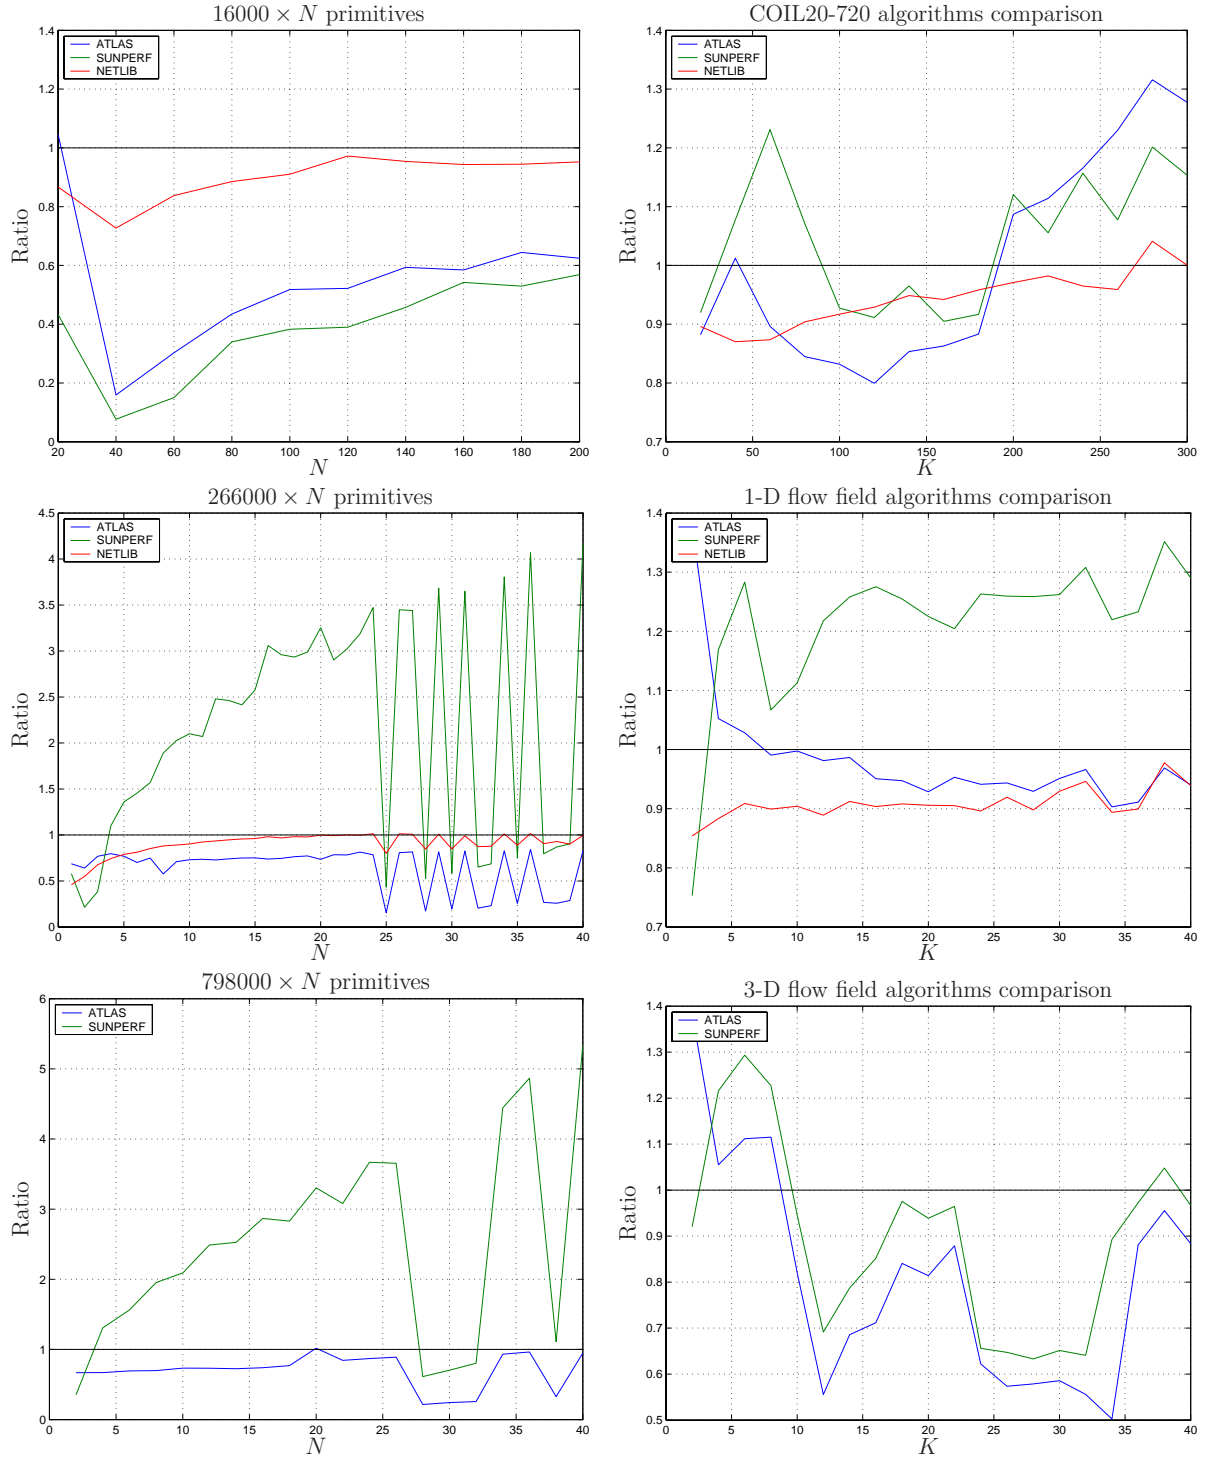 16000 × N primitives
1.4
1.2
1
0.8
0.6
0.4
0.2
0
Ratio
ATLAS
SUNPERF
NETLIB
20 40 60 80 100 120 140 160 180 200
N
COIL20-720 algorithms comparison
1.4
1.3
1.2
1.1
1
0.9
0.8
0.7
Ratio
ATLAS
SUNPERF
NETLIB
0 50 100 150 200 250 300
K
266000 × N primitives
4.5
4
3.5
3
2.5
2
1.5
1
0.5
0
Ratio
ATLAS
SUNPERF
NETLIB
0 5 10 15 20 25 30 35 40
N
1-D flow field algorithms comparison
1.4
1.3
1.2
1.1
1
0.9
0.8
0.7
Ratio
ATLAS
SUNPERF
NETLIB
0 5 10 15 20 25 30 35 40
K
798000 × N primitives
6
5
4
3
2
1
0
Ratio
ATLAS
SUNPERF
0 5 10 15 20 25 30 35 40
N
3-D flow field algorithms comparison
1.4
1.3
1.2
1.1
1
0.9
0.8
0.7
0.6
0.5
Ratio
ATLAS
SUNPERF
0 5 10 15 20 25 30 35 40
K